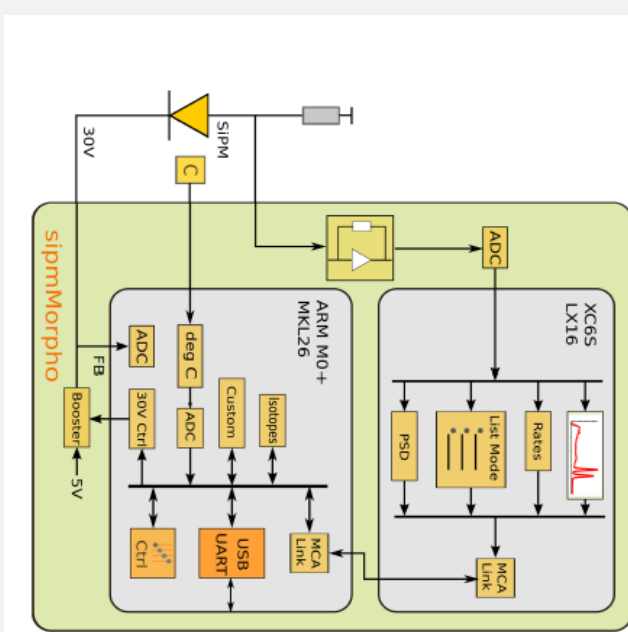 30V
SiPM
C
sipmMorpho
ADC
ARM M0+
MKL26
XC6S
LX16
ADC
deg C
FB
Booster
30V Ctrl
ADC
Custom
Isotopes
5V
PSD
List Mode
Rates
Ctrl
USB
UART
MCA
Link
MCA
Link